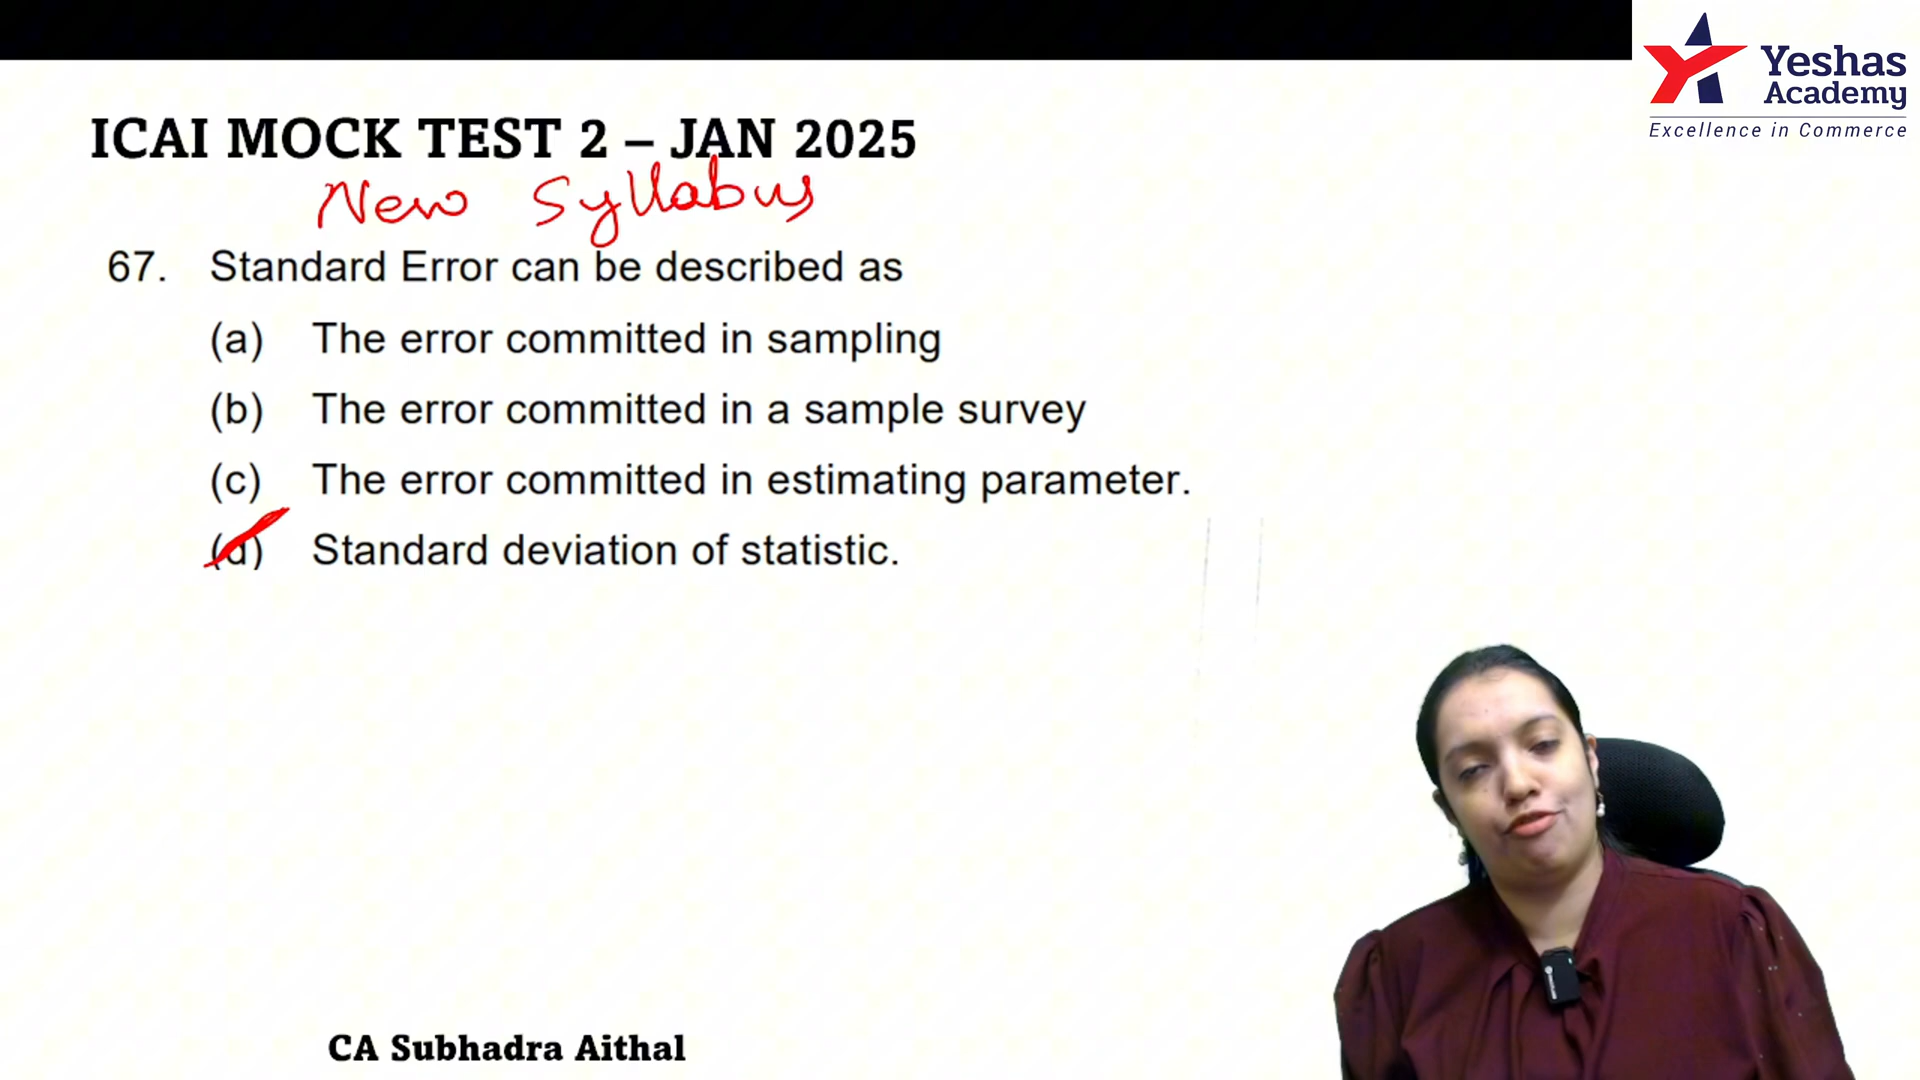 Yeshas
Academy
Excellence in Commerce
ICAI MOCK TEST 2 – JAN 2025
New Syllabus
67. Standard Error can be described as
(a) The error committed in sampling
(b) The error committed in a sample survey
(c) The error committed in estimating parameter.
(d) Standard deviation of statistic.
CA Subhadra Aithal